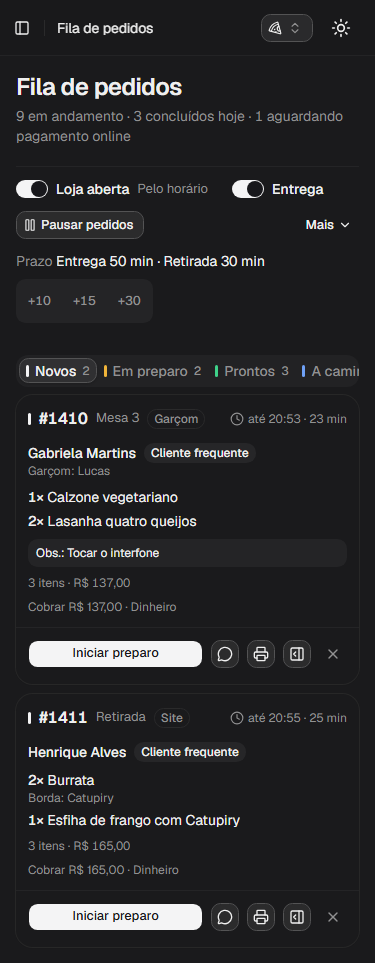 Fila de pedidos
Fila de pedidos
9 em andamento · 3 concluídos hoje · 1 aguardando
pagamento online
Loja aberta Pelo horário Entrega
Pausar pedidos Mais
Prazo Entrega 50 min · Retirada 30 min
+10 +15 +30
Novos 2 Em preparo 2 Prontos 3 A camin
#1410 Mesa 3 Garçom até 20:53 · 23 min
Gabriela Martins Cliente frequente
Garçom: Lucas
1× Calzone vegetariano
2× Lasanha quatro queijos
Obs.: Tocar o interfone
3 itens · R$ 137,00
Cobrar R$ 137,00 · Dinheiro
Iniciar preparo
#1411 Retirada Site até 20:55 · 25 min
Henrique Alves Cliente frequente
2× Burrata
Borda: Catupiry
1× Esfiha de frango com Catupiry
3 itens · R$ 165,00
Cobrar R$ 165,00 · Dinheiro
Iniciar preparo